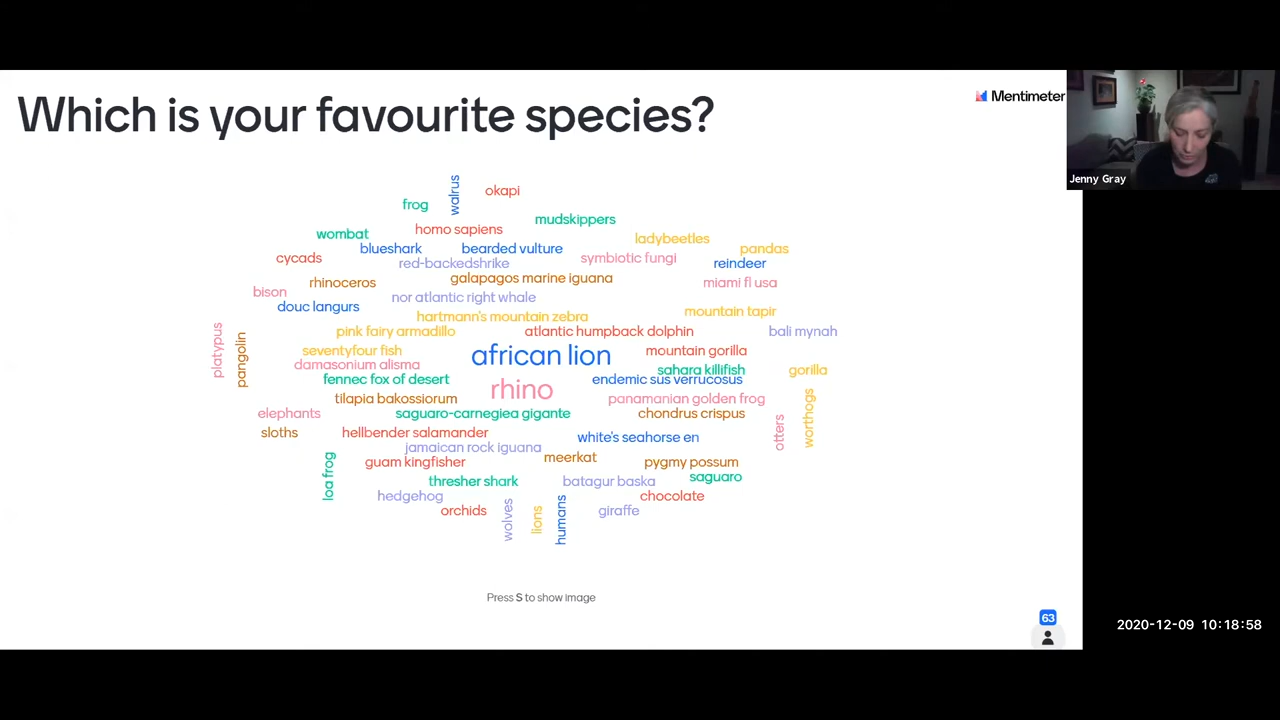 Which is your favourite species?
Mentimeter
Jenny Gray
walrus
okapi
frog
mudskippers
homo sapiens
wombat
ladybeetles
blueshark
bearded vulture
pandas
cycads
red-backedshrike
symbiotic fungi
reindeer
rhinoceros
galapagos marine iguana
miami fl usa
bison
nor atlantic right whale
douc langurs
hartmann's mountain zebra
mountain tapir
pink fairy armadillo
atlantic humpback dolphin
bali mynah
platypus
pangolin
seventyfour fish
african lion
mountain gorilla
damasonium alisma
sahara killifish
gorilla
fennec fox of desert
rhino
endemic sus verrucosus
tilapia bakossiorum
panamanian golden frog
elephants
saguaro-carnegiea gigante
chondrus crispus
worthogs
otters
sloths
hellbender salamander
white's seahorse en
jamaican rock iguana
guam kingfisher
meerkat
pygmy possum
loa frog
thresher shark
batagur baska
saguaro
hedgehog
chocolate
orchids
wolves
lions
humans
giraffe
Press S to show image
63
2020-12-09 10:18:58